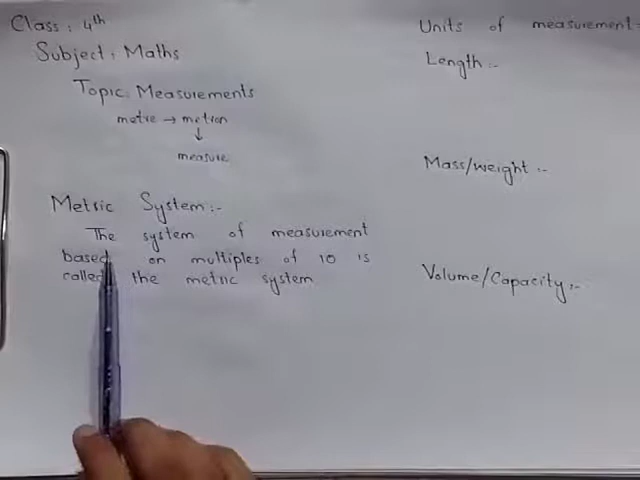 Class: 4th
Subject: Maths
Topic: Measurements
metre → metron
↓
measure
Metric System:-
The system of measurement
based on multiples of 10 is
called the metric system
Units of measurement:-
Length:-
Mass/weight:-
Volume/Capacity:-